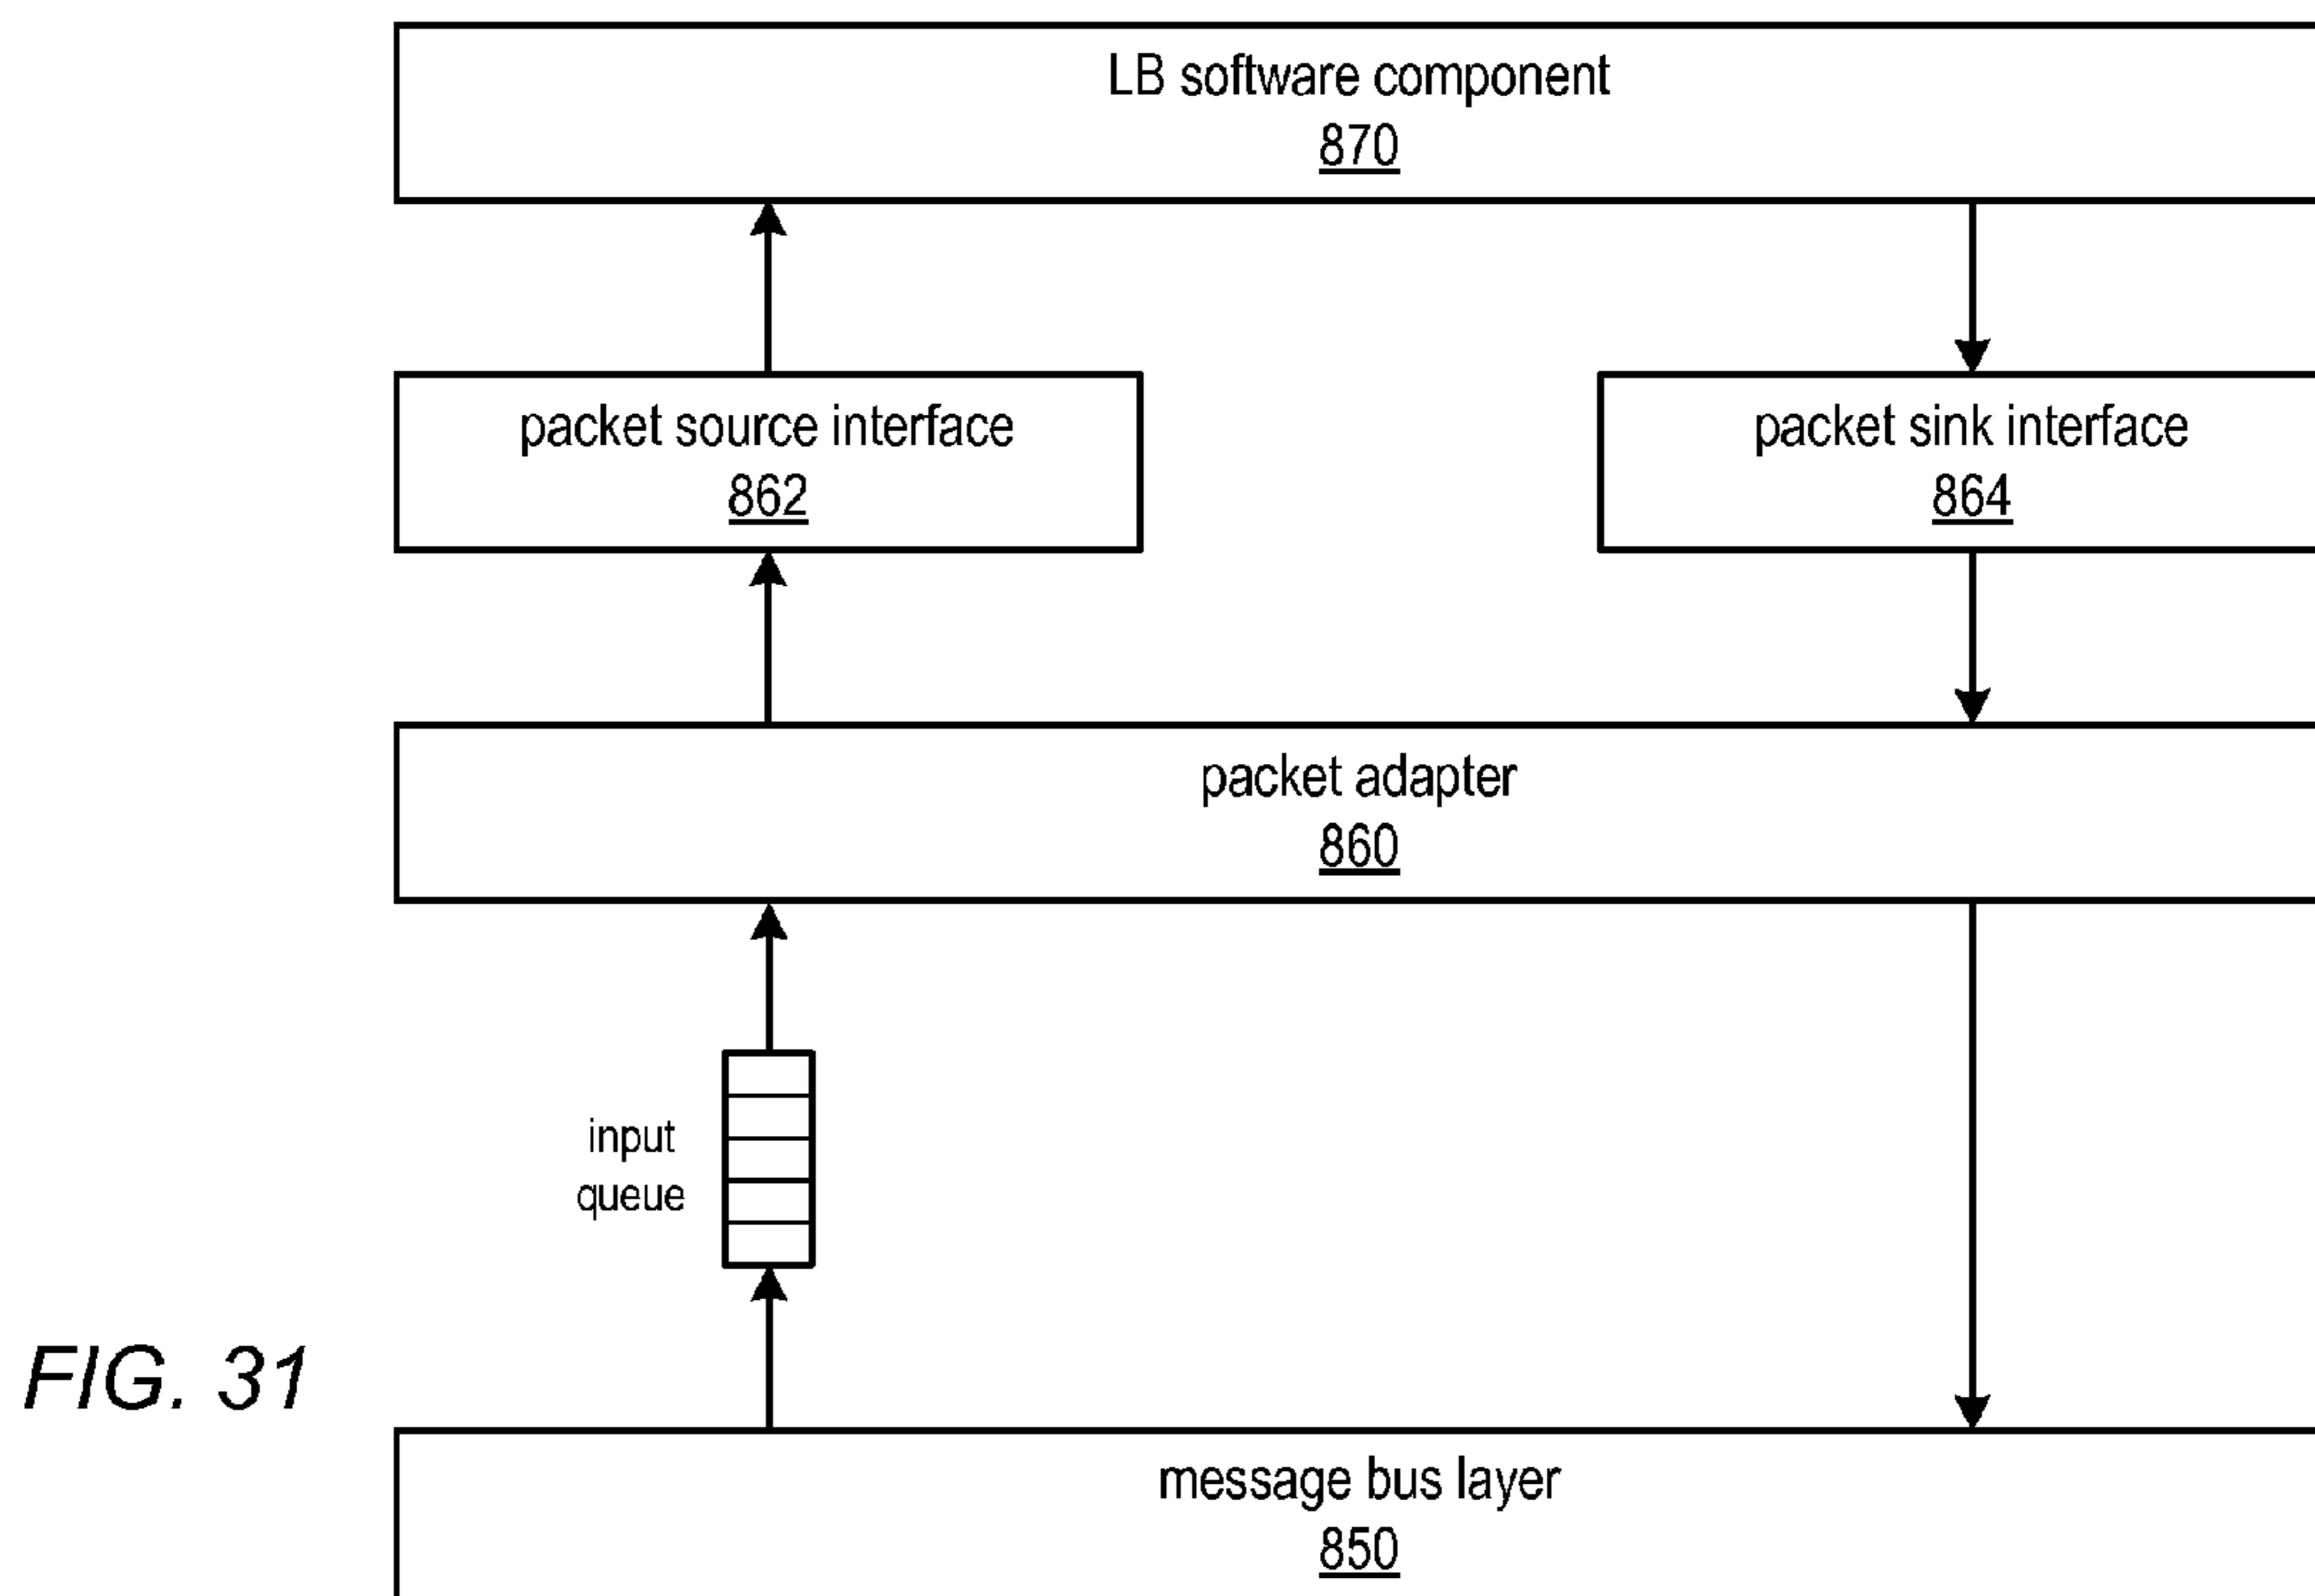 LB software component
870
packet source interface
862
packet sink interface
864
packet adapter
860
input
queue
FIG. 31
message bus layer
850